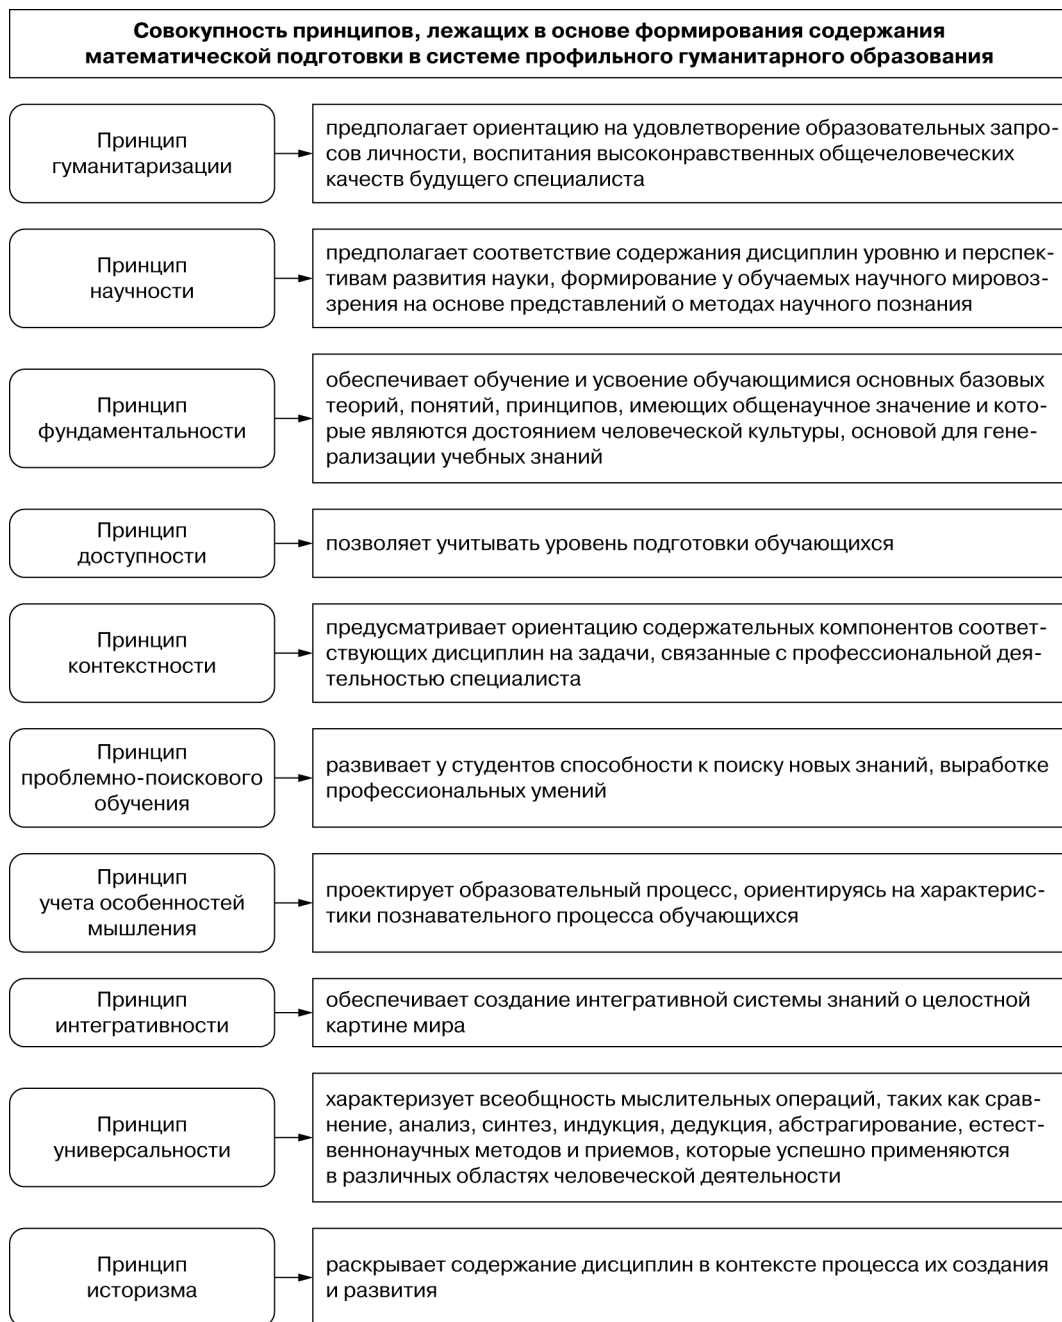 Совокупность принципов, лежащих в основе формирования содержания
математической подготовки в системе профильного гуманитарного образования
Принцип
гуманитаризации
предполагает ориентацию на удовлетворение образовательных запро-
сов личности, воспитания высоконравственных общечеловеческих
качеств будущего специалиста
Принцип
научности
предполагает соответствие содержания дисциплин уровню и перспек-
тивам развития науки, формирование у обучаемых научного мировоз-
зрения на основе представлений о методах научного познания
Принцип
фундаментальности
обеспечивает обучение и усвоение обучающимися основных базовых
теорий, понятий, принципов, имеющих общенаучное значение и кото-
рые являются достоянием человеческой культуры, основой для гене-
рализации учебных знаний
Принцип
доступности
позволяет учитывать уровень подготовки обучающихся
Принцип
контекстности
предусматривает ориентацию содержательных компонентов соответ-
ствующих дисциплин на задачи, связанные с профессиональной дея-
тельностью специалиста
Принцип
проблемно-поискового
обучения
развивает у студентов способности к поиску новых знаний, выработке
профессиональных умений
Принцип
учета особенностей
мышления
проектирует образовательный процесс, ориентируясь на характерис-
тики познавательного процесса обучающихся
Принцип
интегративности
обеспечивает создание интегративной системы знаний о целостной
картине мира
Принцип
универсальности
характеризует всеобщность мыслительных операций, таких как срав-
нение, анализ, синтез, индукция, дедукция, абстрагирование, естест-
веннонаучных методов и приемов, которые успешно применяются
в различных областях человеческой деятельности
Принцип
историзма
раскрывает содержание дисциплин в контексте процесса их создания
и развития